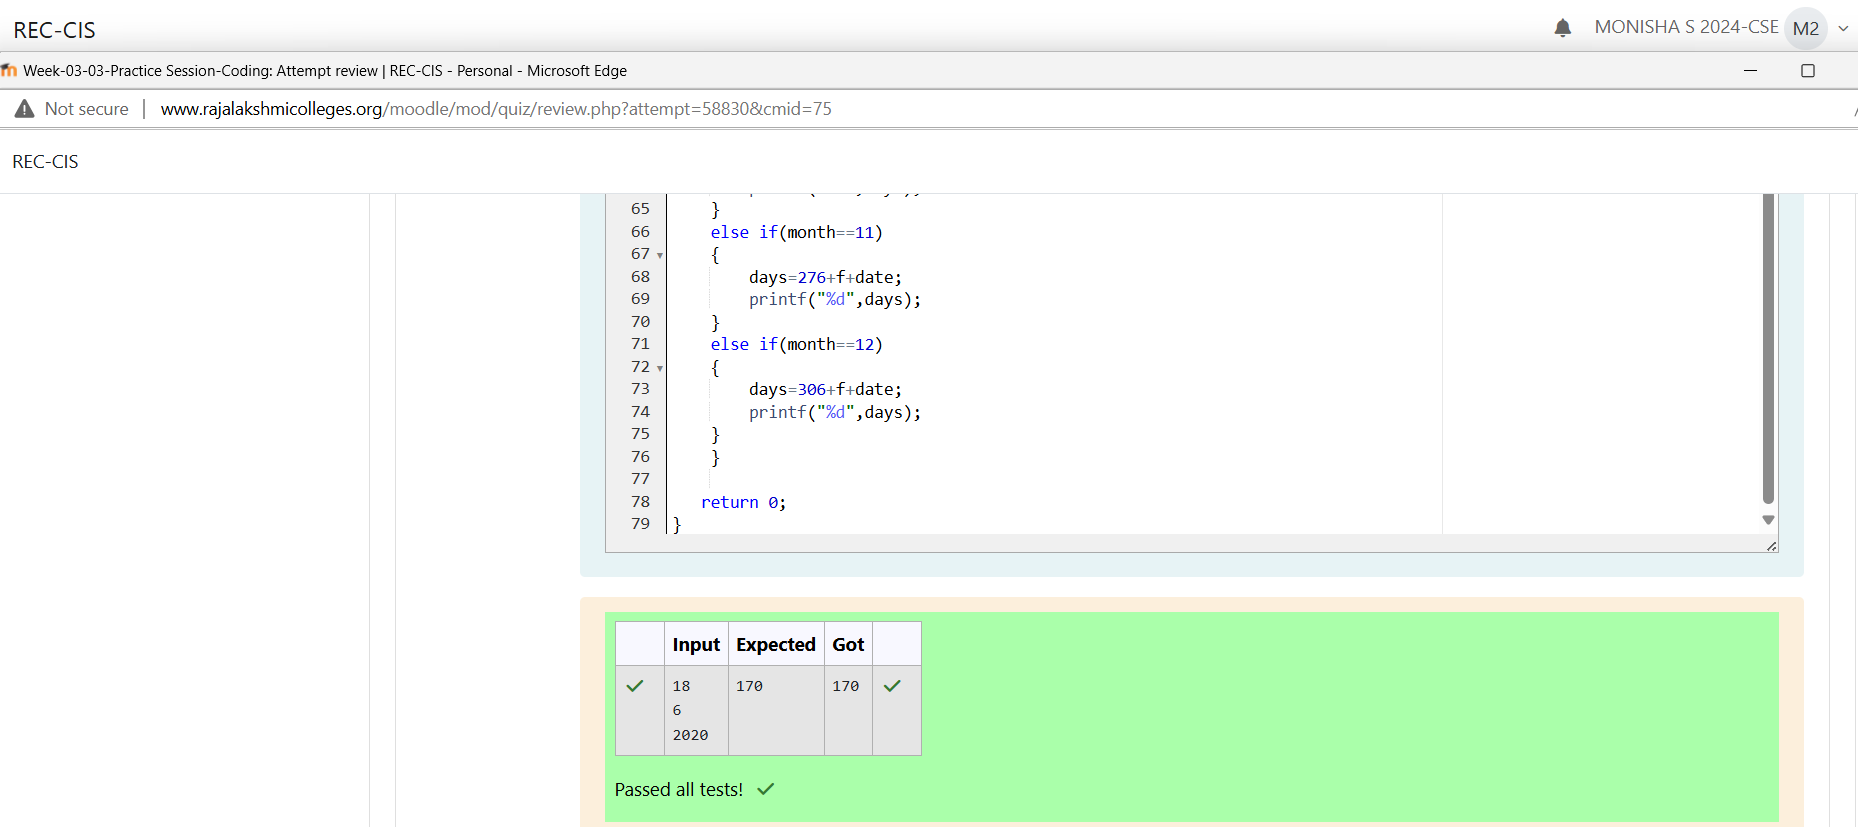 REC-CIS
MONISHA S 2024-CSE M2
Week-03-03-Practice Session-Coding: Attempt review | REC-CIS - Personal - Microsoft Edge
Not secure | www.rajalakshmicolleges.org/moodle/mod/quiz/review.php?attempt=58830&cmid=75
REC-CIS
65 }
66 else if(month==11)
67 {
68 days=276+f+date;
69 printf("%d",days);
70 }
71 else if(month==12)
72 {
73 days=306+f+date;
74 printf("%d",days);
75 }
76 }
77
78 return 0;
79 }
Input Expected Got
18 170 170
6
2020
Passed all tests!